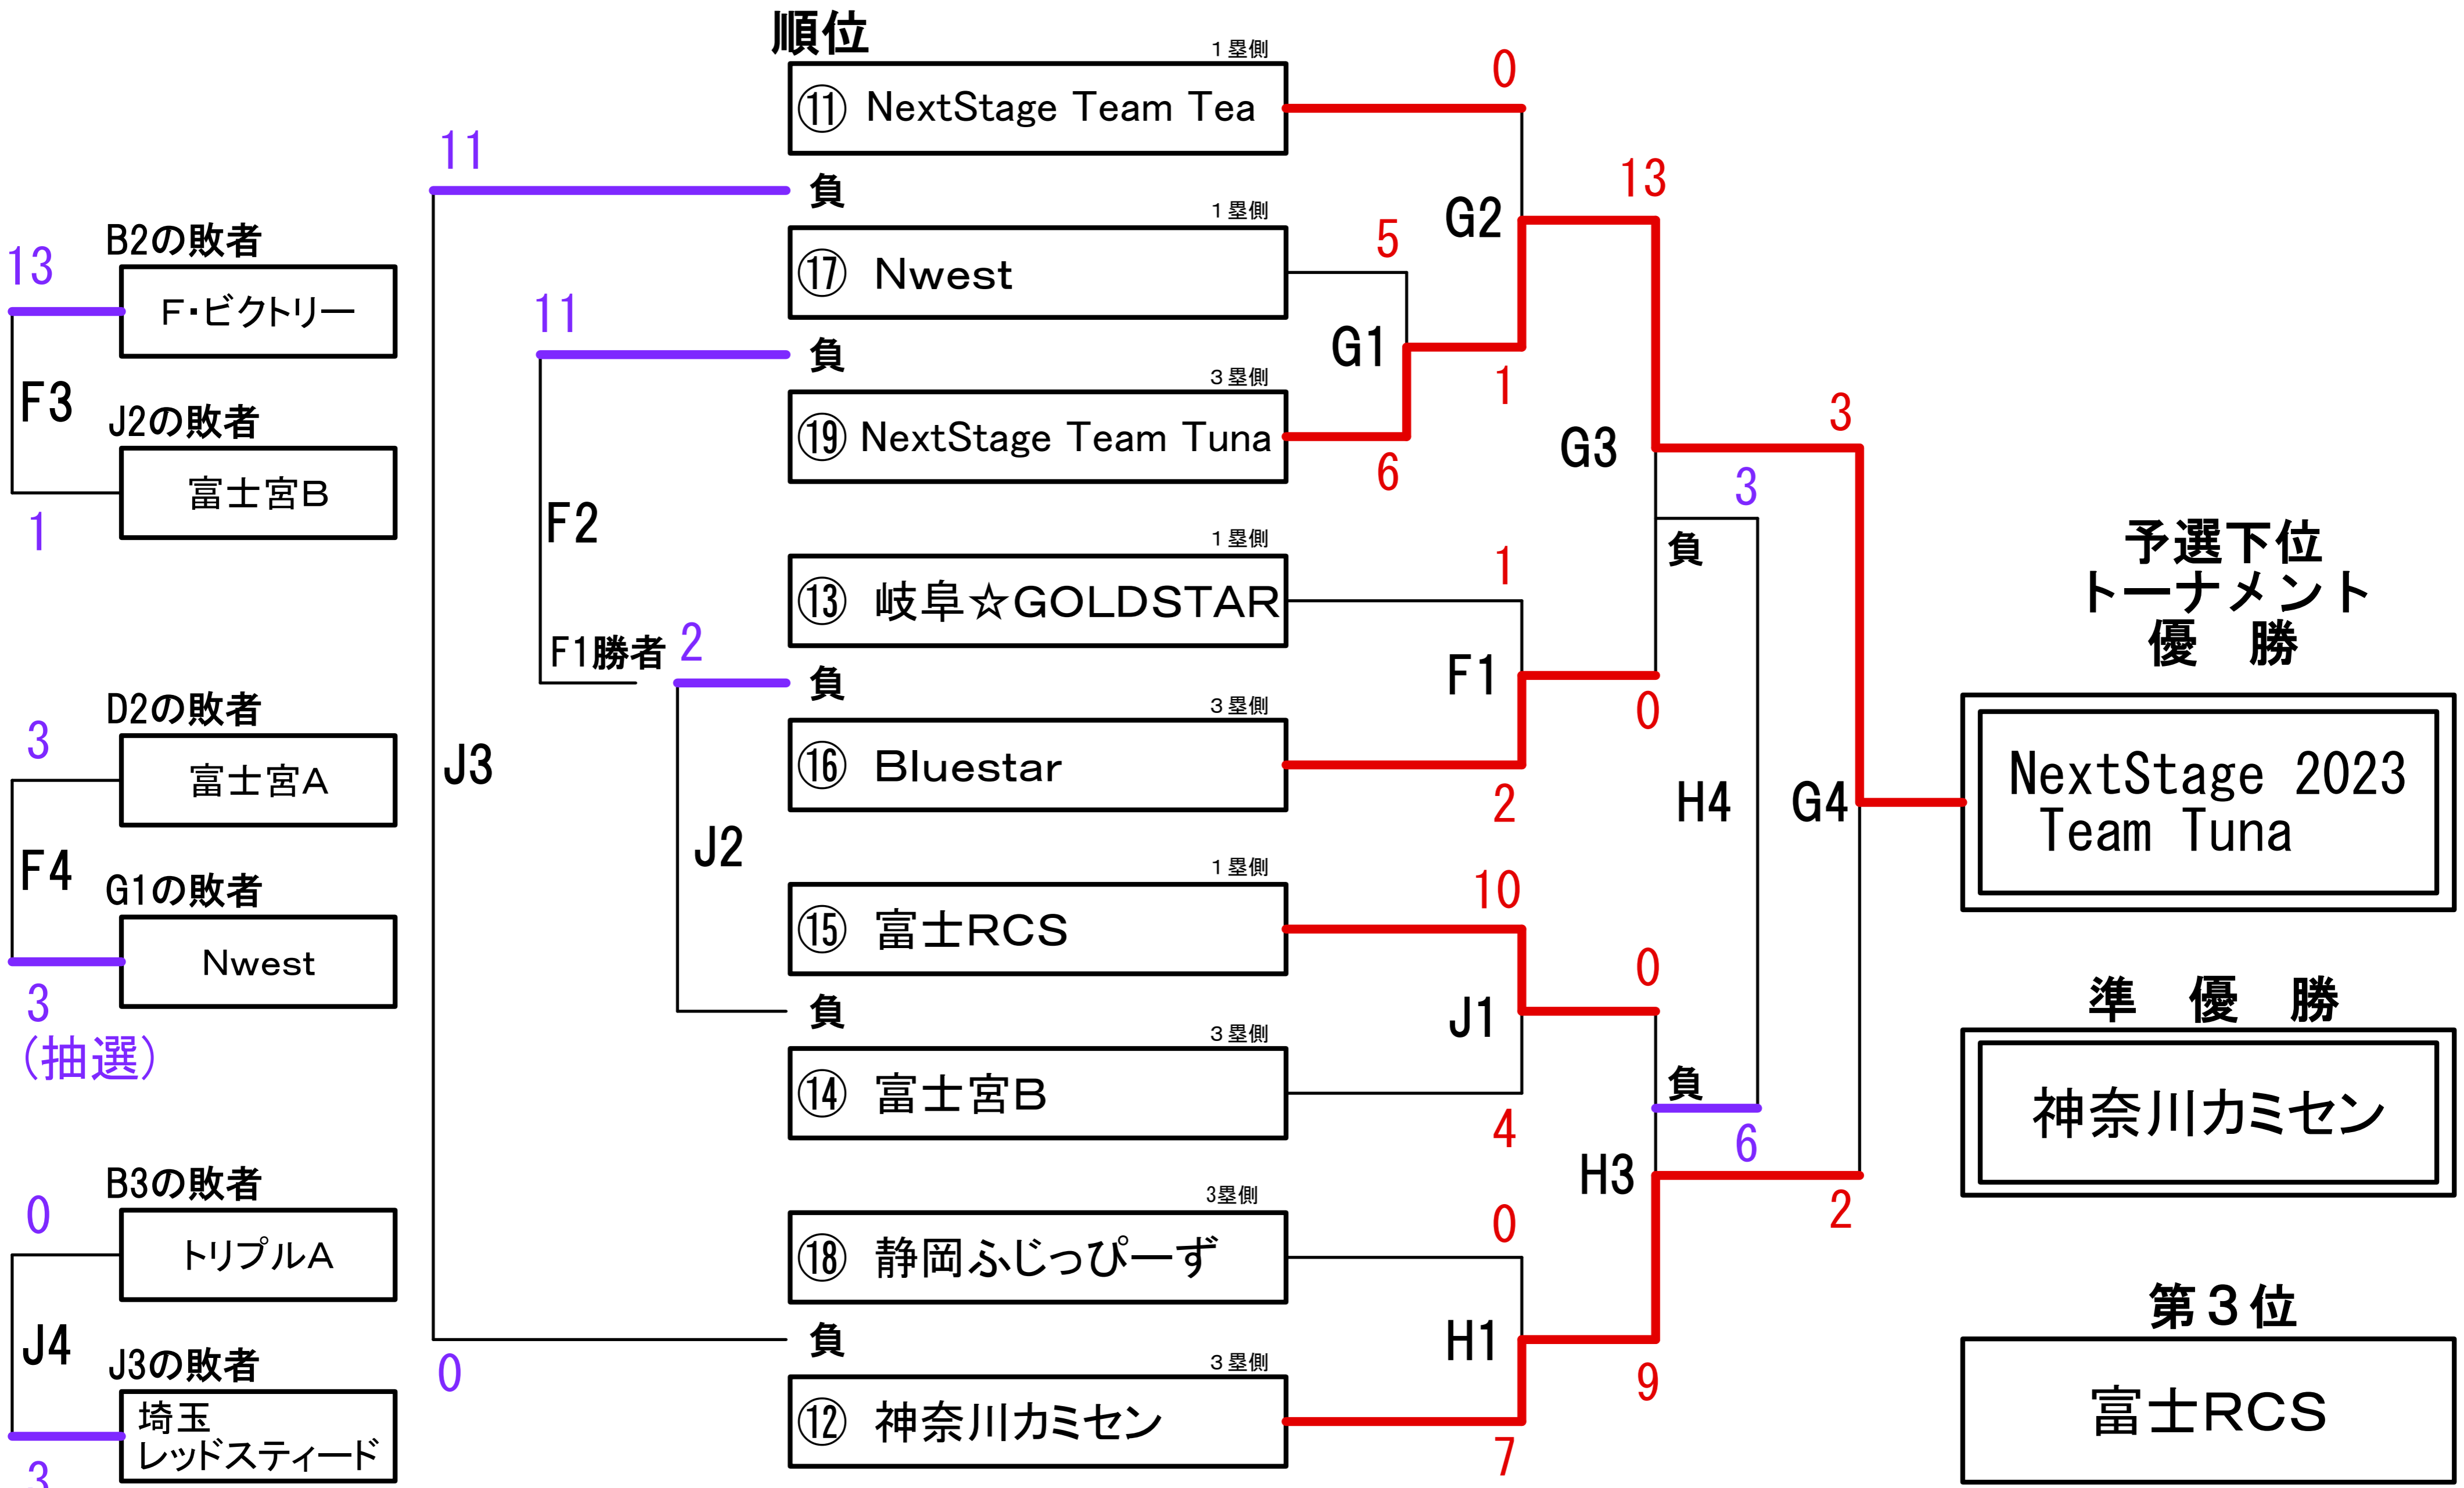 順位
1塁側
⑪ NextStage Team Tea
0
11
負
1塁側
⑰ Nwest
5
G2
13
B2の敗者
13
F・ビクトリー
F3
J2の敗者
富士宮B
1
11
負
G1
3塁側
⑲ NextStage Team Tuna
6
1
G3
3
3
負
F2
1塁側
⑬ 岐阜☆GOLDSTAR
1
F1勝者
2
負
F1
0
3塁側
⑯ Bluestar
2
D2の敗者
3
富士宮A
F4
G1の敗者
Nwest
3
(抽選)
J3
J2
H4
G4
1塁側
⑮ 富士RCS
10
0
負
J1
3塁側
⑭ 富士宮B
4
負
6
H3
2
B3の敗者
0
トリプルA
J4
J3の敗者
埼玉
レッドスティード
3
3塁側
⑱ 静岡ふじっぴーず
0
負
0
H1
9
3塁側
⑫ 神奈川カミセン
7
予選下位
トーナメント
優 勝
NextStage 2023
Team Tuna
準 優 勝
神奈川カミセン
第3位
富士RCS